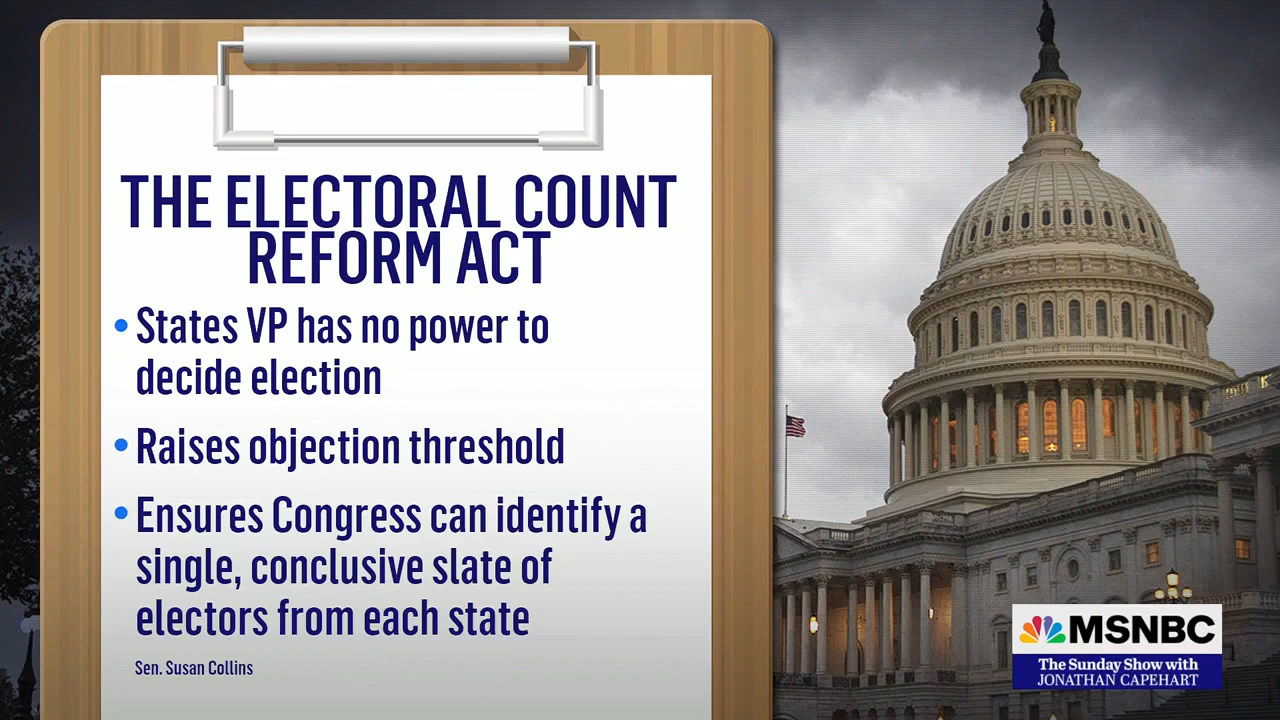 THE ELECTORAL COUNT
REFORM ACT
• States VP has no power to
decide election
• Raises objection threshold
• Ensures Congress can identify a
single, conclusive slate of
electors from each state
Sen. Susan Collins
MSNBC
The Sunday Show with
JONATHAN CAPEHART